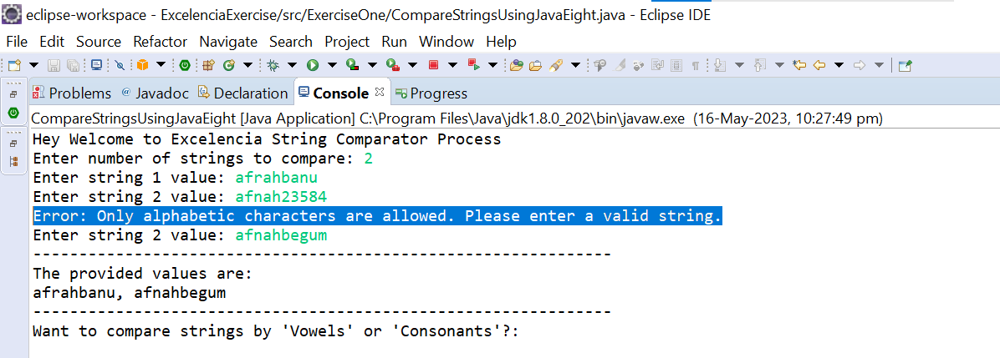 eclipse-workspace - ExcelenciaExercise/src/ExerciseOne/CompareStringsUsingJavaEight.java - Eclipse IDE
File Edit Source Refactor Navigate Search Project Run Window Help
Problems @ Javadoc Declaration Console Progress
CompareStringsUsingJavaEight [Java Application] C:\Program Files\Java\jdk1.8.0_202\bin\javaw.exe (16-May-2023, 10:27:49 pm)
Hey Welcome to Excelencia String Comparator Process
Enter number of strings to compare: 2
Enter string 1 value: afrahbanu
Enter string 2 value: afnah23584
Error: Only alphabetic characters are allowed. Please enter a valid string.
Enter string 2 value: afnahbegum
---------------------------------------------------------------
The provided values are:
afrahbanu, afnahbegum
---------------------------------------------------------------
Want to compare strings by 'Vowels' or 'Consonants'?: